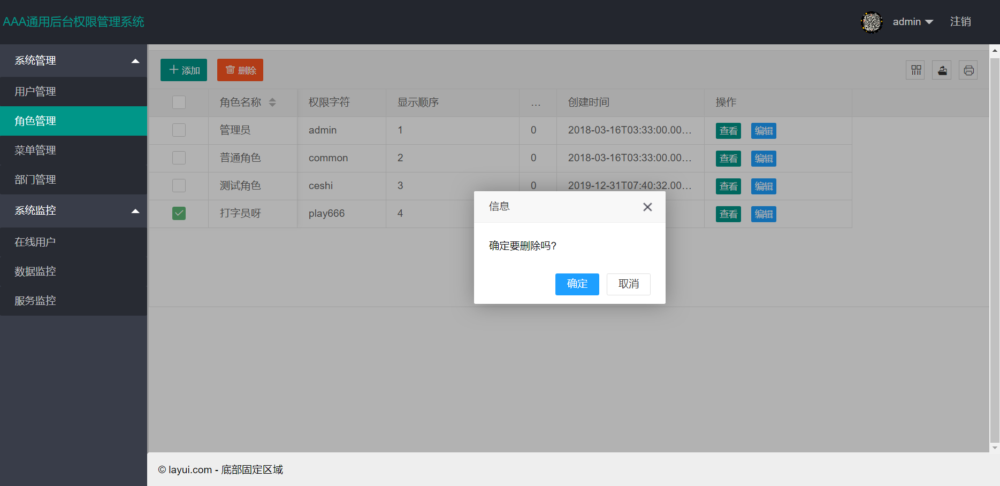 AAA通用后台权限管理系统
admin
注销
系统管理
用户管理
角色管理
菜单管理
部门管理
系统监控
在线用户
数据监控
服务监控
添加
删除
角色名称 权限字符 显示顺序 ... 创建时间 操作
管理员 admin 1 0 2018-03-16T03:33:00.00... 查看 编辑
普通角色 common 2 0 2018-03-16T03:33:00.00... 查看 编辑
测试角色 ceshi 3 0 2019-12-31T07:40:32.00... 查看 编辑
打字员呀 play666 4 查看 编辑
信息
确定要删除吗?
确定 取消
© layui.com - 底部固定区域